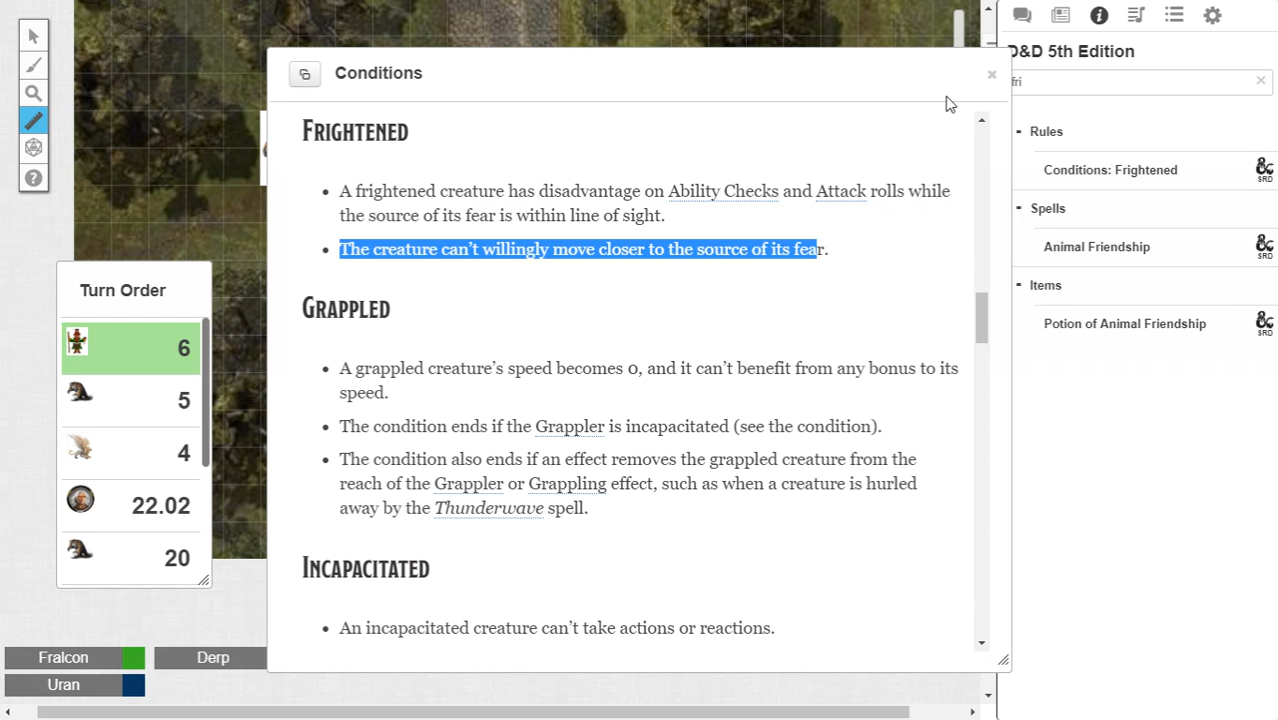 Conditions
FRIGHTENED
• A frightened creature has disadvantage on Ability Checks and Attack rolls while
the source of its fear is within line of sight.
• The creature can't willingly move closer to the source of its fear.
GRAPPLED
• A grappled creature's speed becomes 0, and it can't benefit from any bonus to its
speed.
• The condition ends if the Grappler is incapacitated (see the condition).
• The condition also ends if an effect removes the grappled creature from the
reach of the Grappler or Grappling effect, such as when a creature is hurled
away by the Thunderwave spell.
INCAPACITATED
• An incapacitated creature can't take actions or reactions.
Turn Order
6
5
4
22.02
20
Fralcon
Derp
Uran
D&D 5th Edition
fri
- Rules
Conditions: Frightened
SRD
- Spells
Animal Friendship
SRD
- Items
Potion of Animal Friendship
SRD